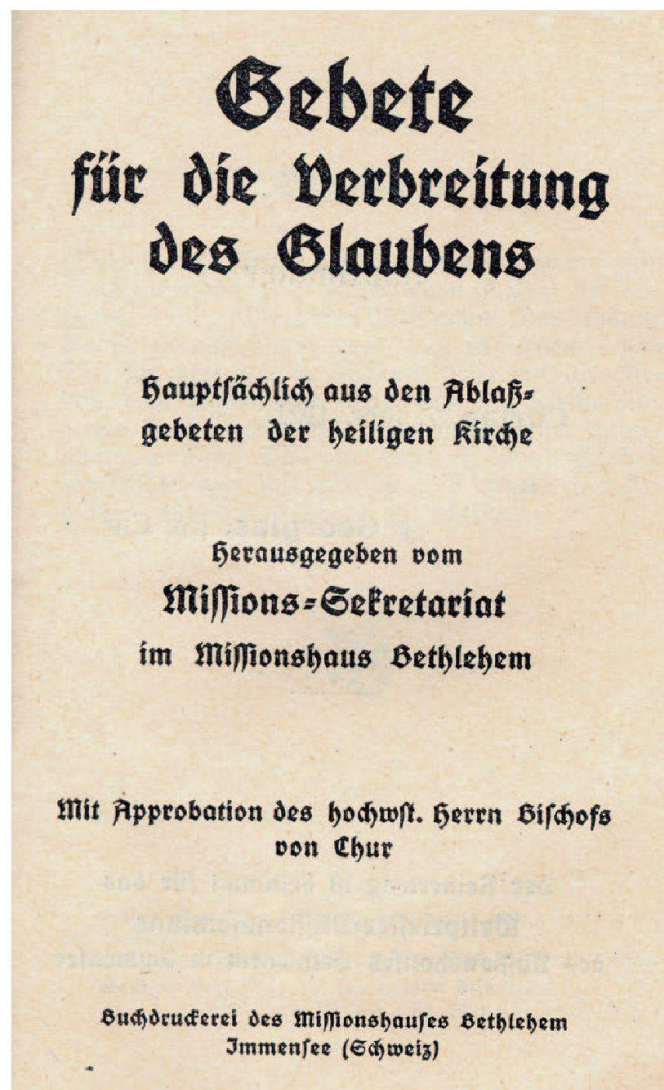 Gebete
für die Verbreitung
des Glaubens
Hauptsächlich aus den Ablaß-
gebeten der heiligen Kirche
Herausgegeben vom
Missions-Sekretariat
im Missionshaus Bethlehem
Mit Approbation des hochwst. Herrn Bischofs
von Chur
Buchdruckerei des Missionshauses Bethlehem
Immensee (Schweiz)